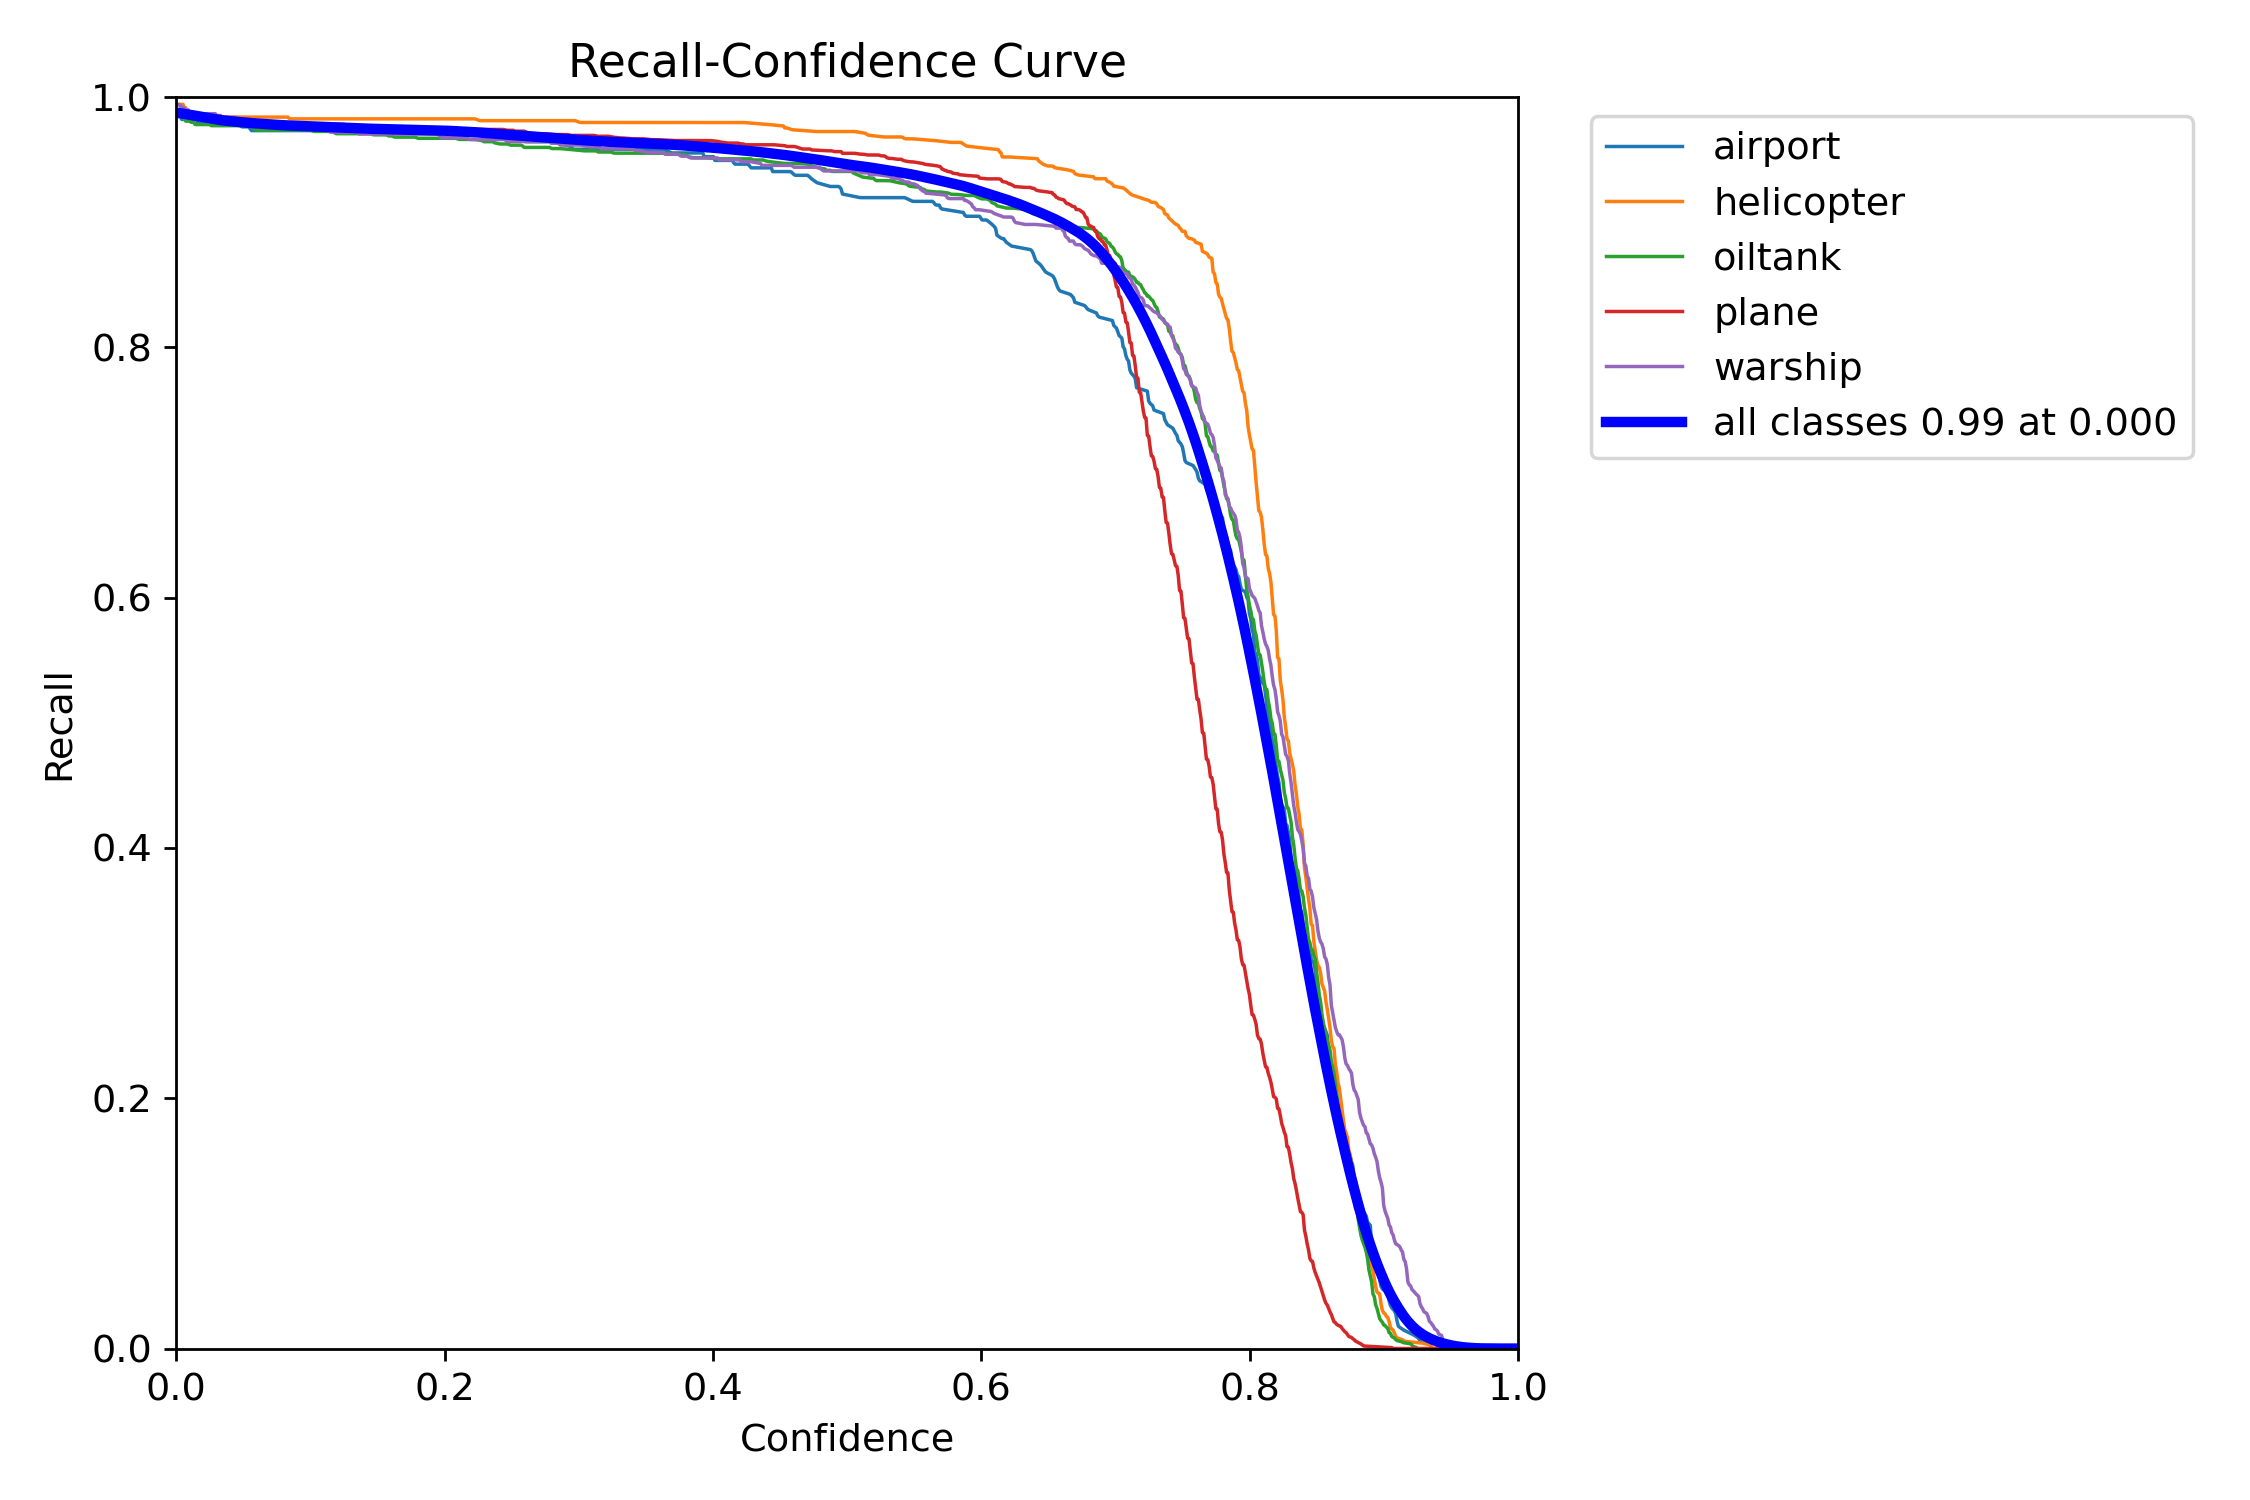 Recall-Confidence Curve
1.0
0.8
0.6
0.4
0.2
0.0
Recall
0.0 0.2 0.4 0.6 0.8 1.0
Confidence
airport
helicopter
oiltank
plane
warship
all classes 0.99 at 0.000